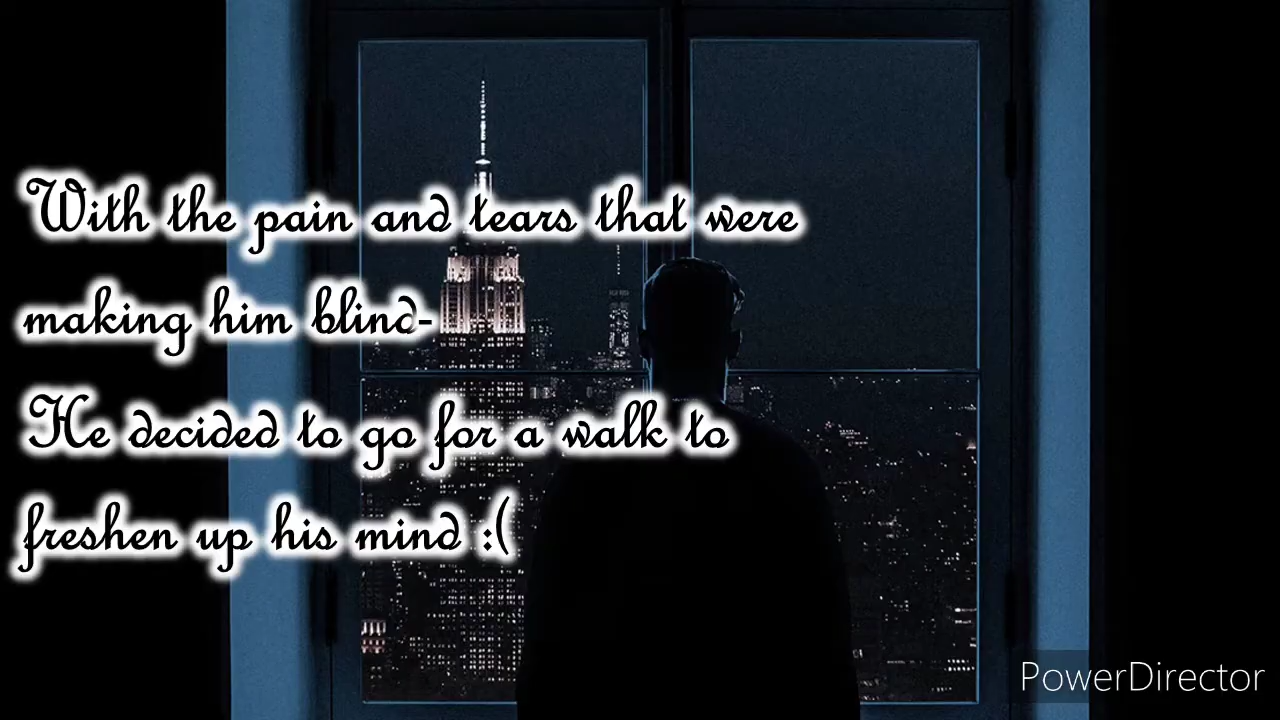 With the pain and tears that were
making him blind-
He decided to go for a walk to
freshen up his mind :(
PowerDirector